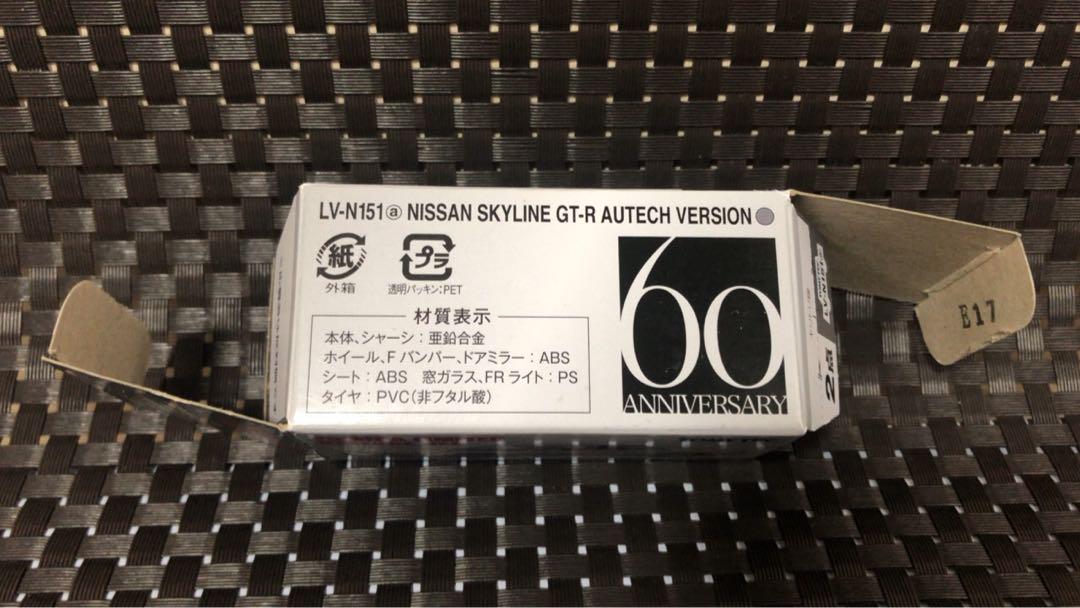 LV-N151ⓐ NISSAN SKYLINE GT-R AUTECH VERSION
紙
外箱
プラ
透明パッキン:PET
材質表示
本体、シャーシ:亜鉛合金
ホイール、Fバンパー、ドアミラー:ABS
シート:ABS 窓ガラス、FRライト:PS
タイヤ:PVC(非フタル酸)
60
ANNIVERSARY
E17